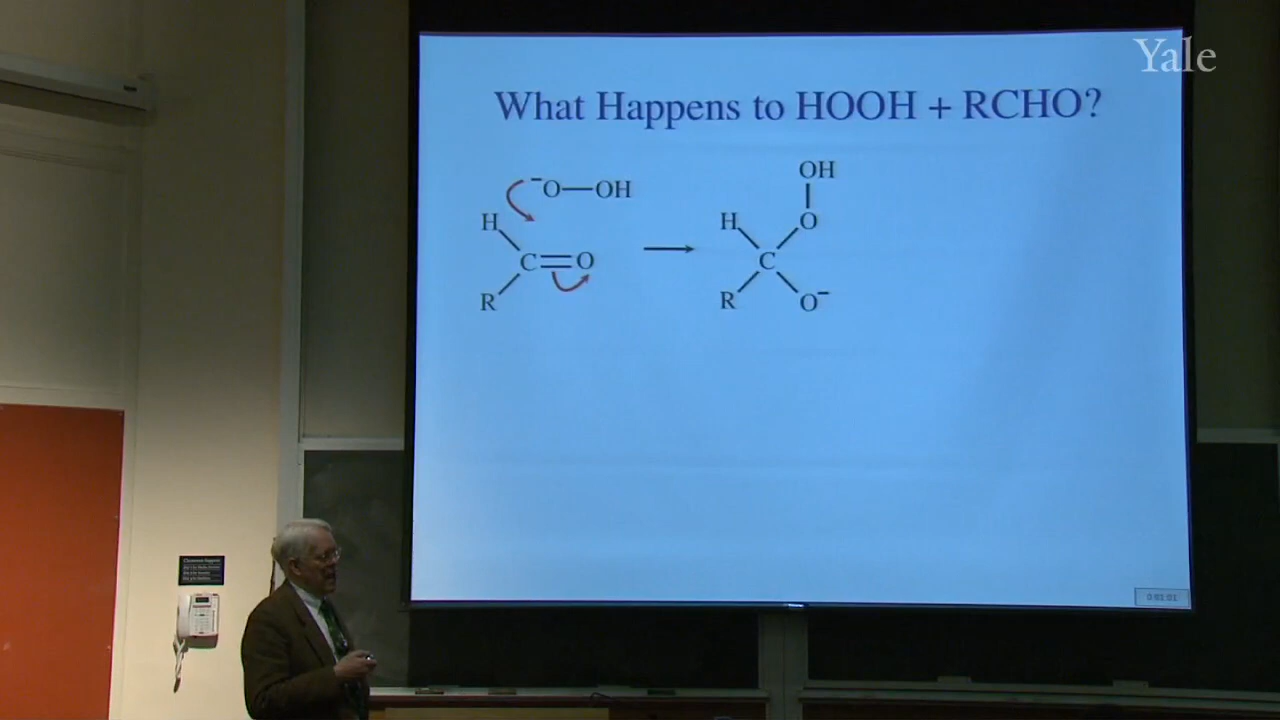 Yale
What Happens to HOOH + RCHO?
⁻O—OH
H
C=O
R
OH
O
H
C
R
O⁻